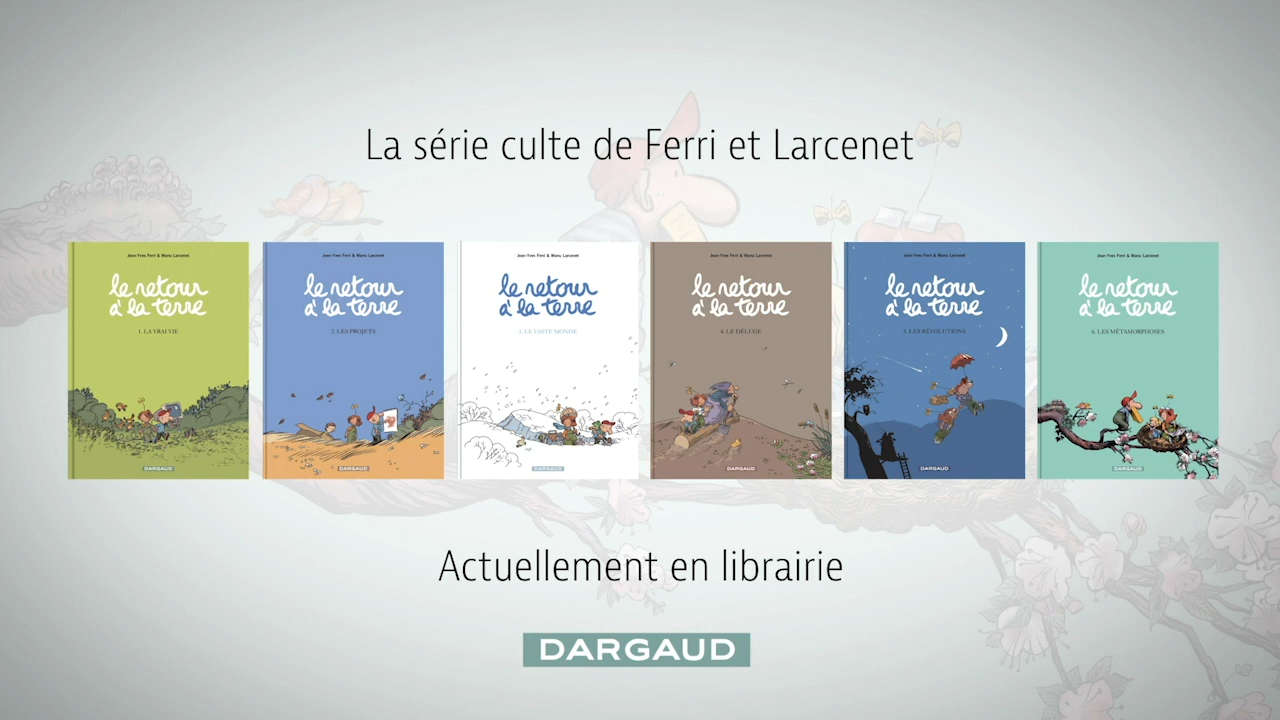 La série culte de Ferri et Larcenet
Jean-Yves Ferri & Manu Larcenet
le retour
à la terre
1. LA VRAI VIE
DARGAUD
Jean-Yves Ferri & Manu Larcenet
le retour
à la terre
2. LES PROJETS
DARGAUD
Jean-Yves Ferri & Manu Larcenet
le retour
à la terre
3. LE VASTE MONDE
DARGAUD
Jean-Yves Ferri & Manu Larcenet
le retour
à la terre
4. LE DÉLUGE
DARGAUD
Jean-Yves Ferri & Manu Larcenet
le retour
à la terre
5. LES RÉVOLUTIONS
DARGAUD
Jean-Yves Ferri & Manu Larcenet
le retour
à la terre
6. LES MÉTAMORPHOSES
DARGAUD
Actuellement en librairie
DARGAUD